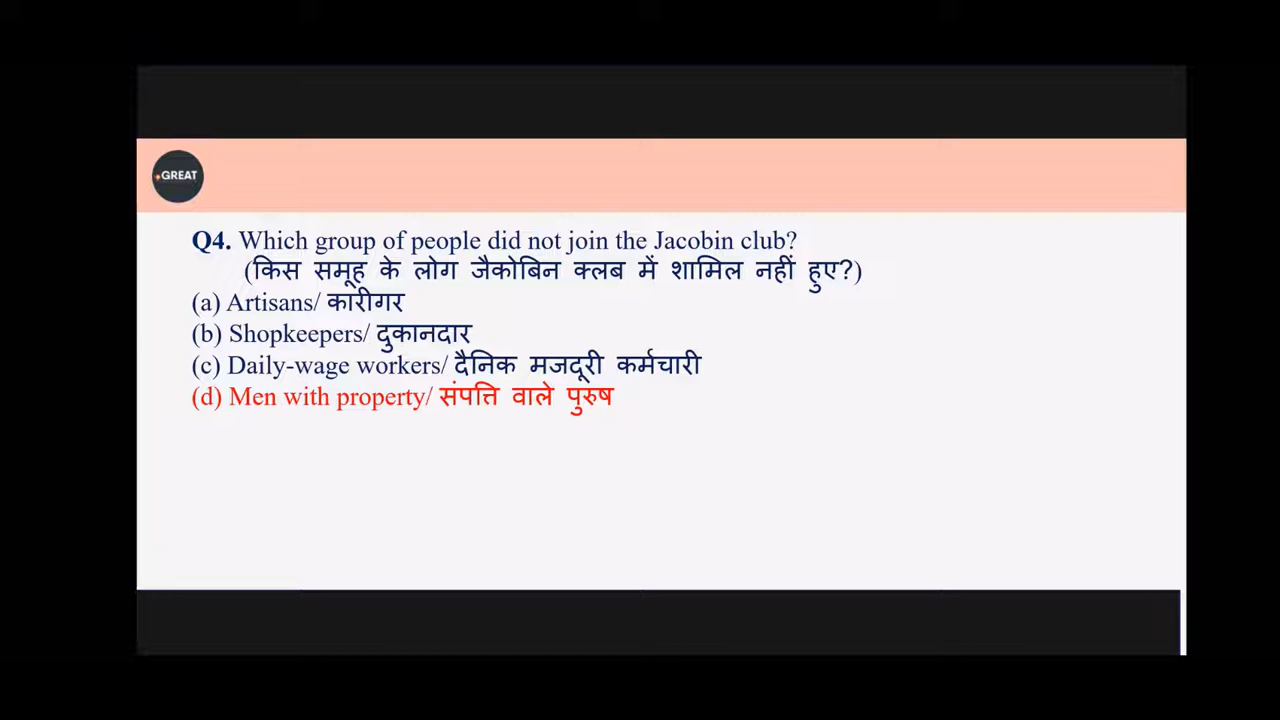 +GREAT
Q4. Which group of people did not join the Jacobin club?
(किस समूह के लोग जैकोबिन क्लब में शामिल नहीं हुए?)
(a) Artisans/ कारीगर
(b) Shopkeepers/ दुकानदार
(c) Daily-wage workers/ दैनिक मजदूरी कर्मचारी
(d) Men with property/ संपत्ति वाले पुरुष